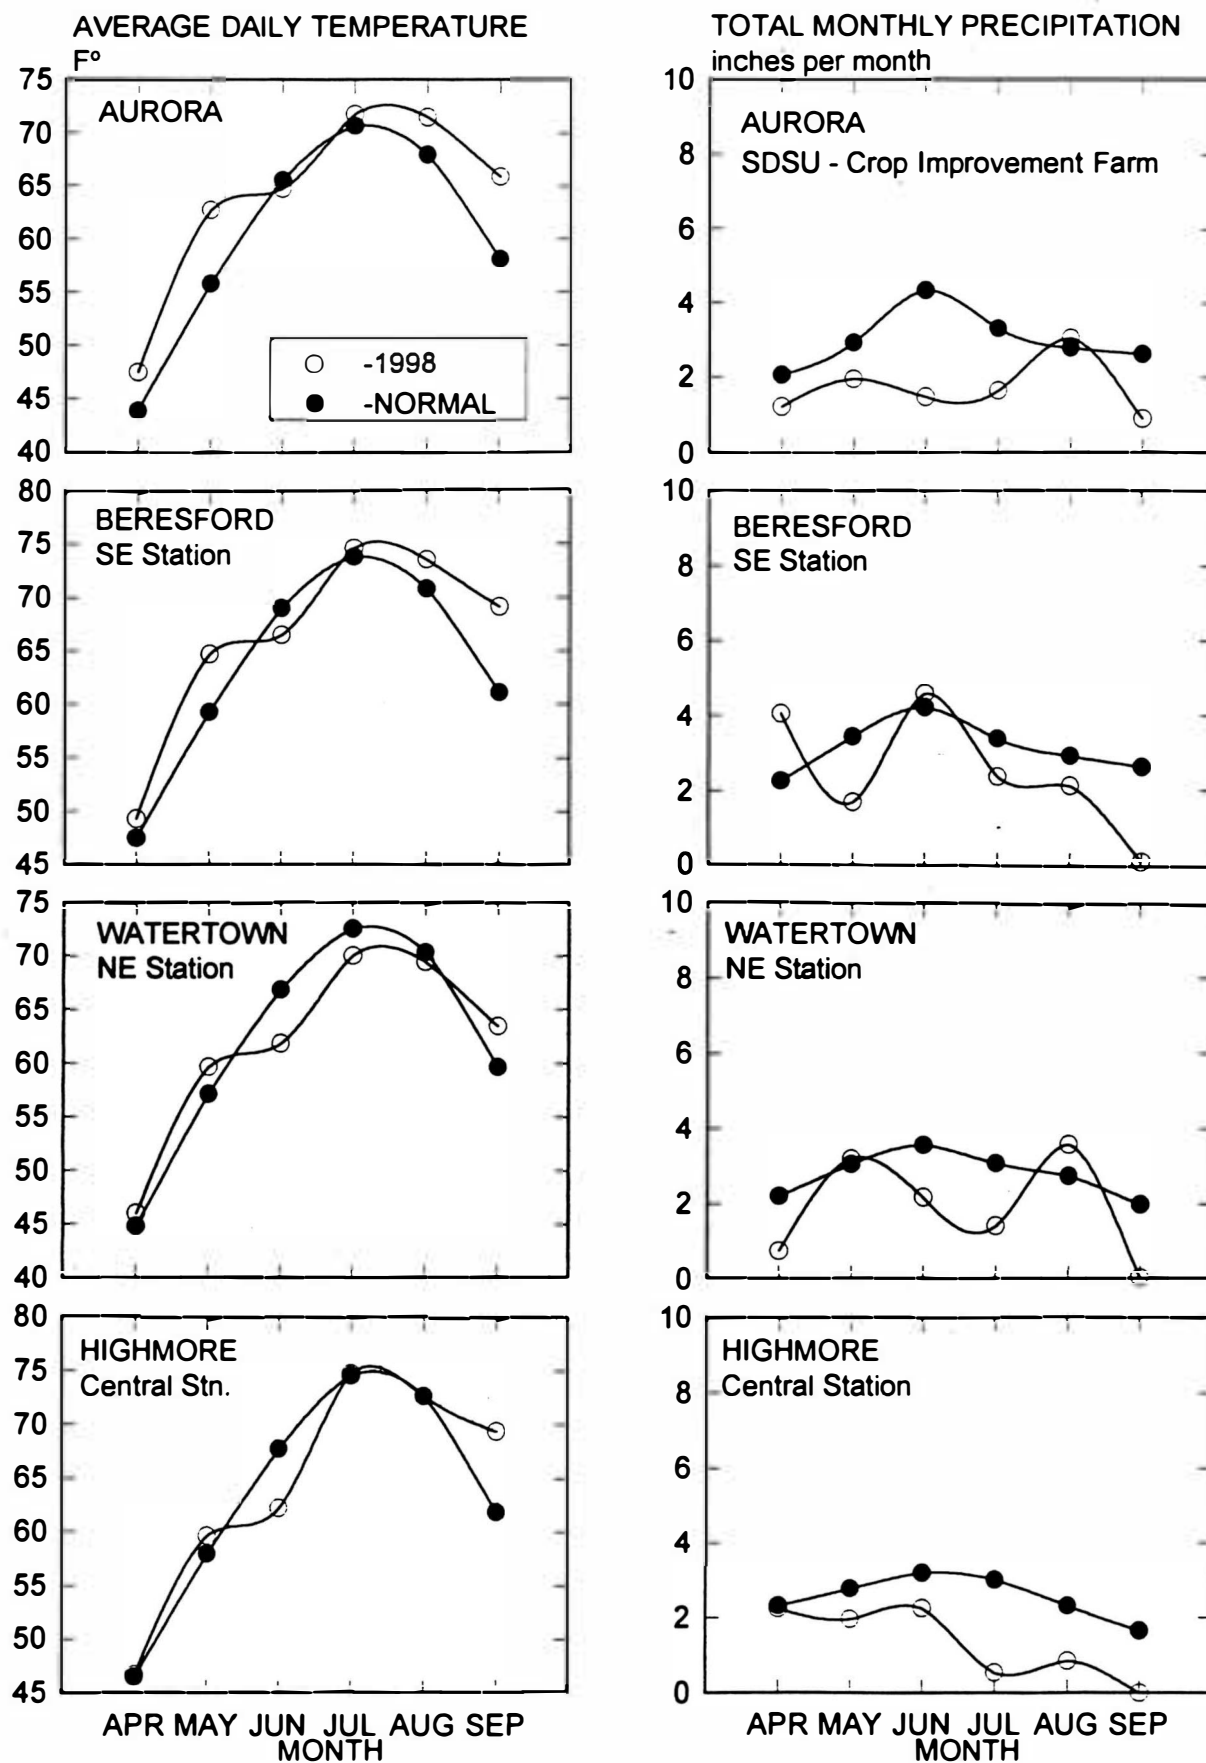 AVERAGE DAILY TEMPERATURE
F°
75
70
65
60
55
50
45
40
AURORA
-1998
-NORMAL
80
75
70
65
60
55
50
45
BERESFORD
SE Station
75
70
65
60
55
50
45
40
WATERTOWN
NE Station
80
75
70
65
60
55
50
45
HIGHMORE
Central Stn.
APR MAY JUN JUL AUG SEP
MONTH
TOTAL MONTHLY PRECIPITATION
inches per month
10
8
6
4
2
0
AURORA
SDSU - Crop Improvement Farm
10
8
6
4
2
0
BERESFORD
SE Station
10
8
6
4
2
0
WATERTOWN
NE Station
10
8
6
4
2
0
HIGHMORE
Central Station
APR MAY JUN JUL AUG SEP
MONTH